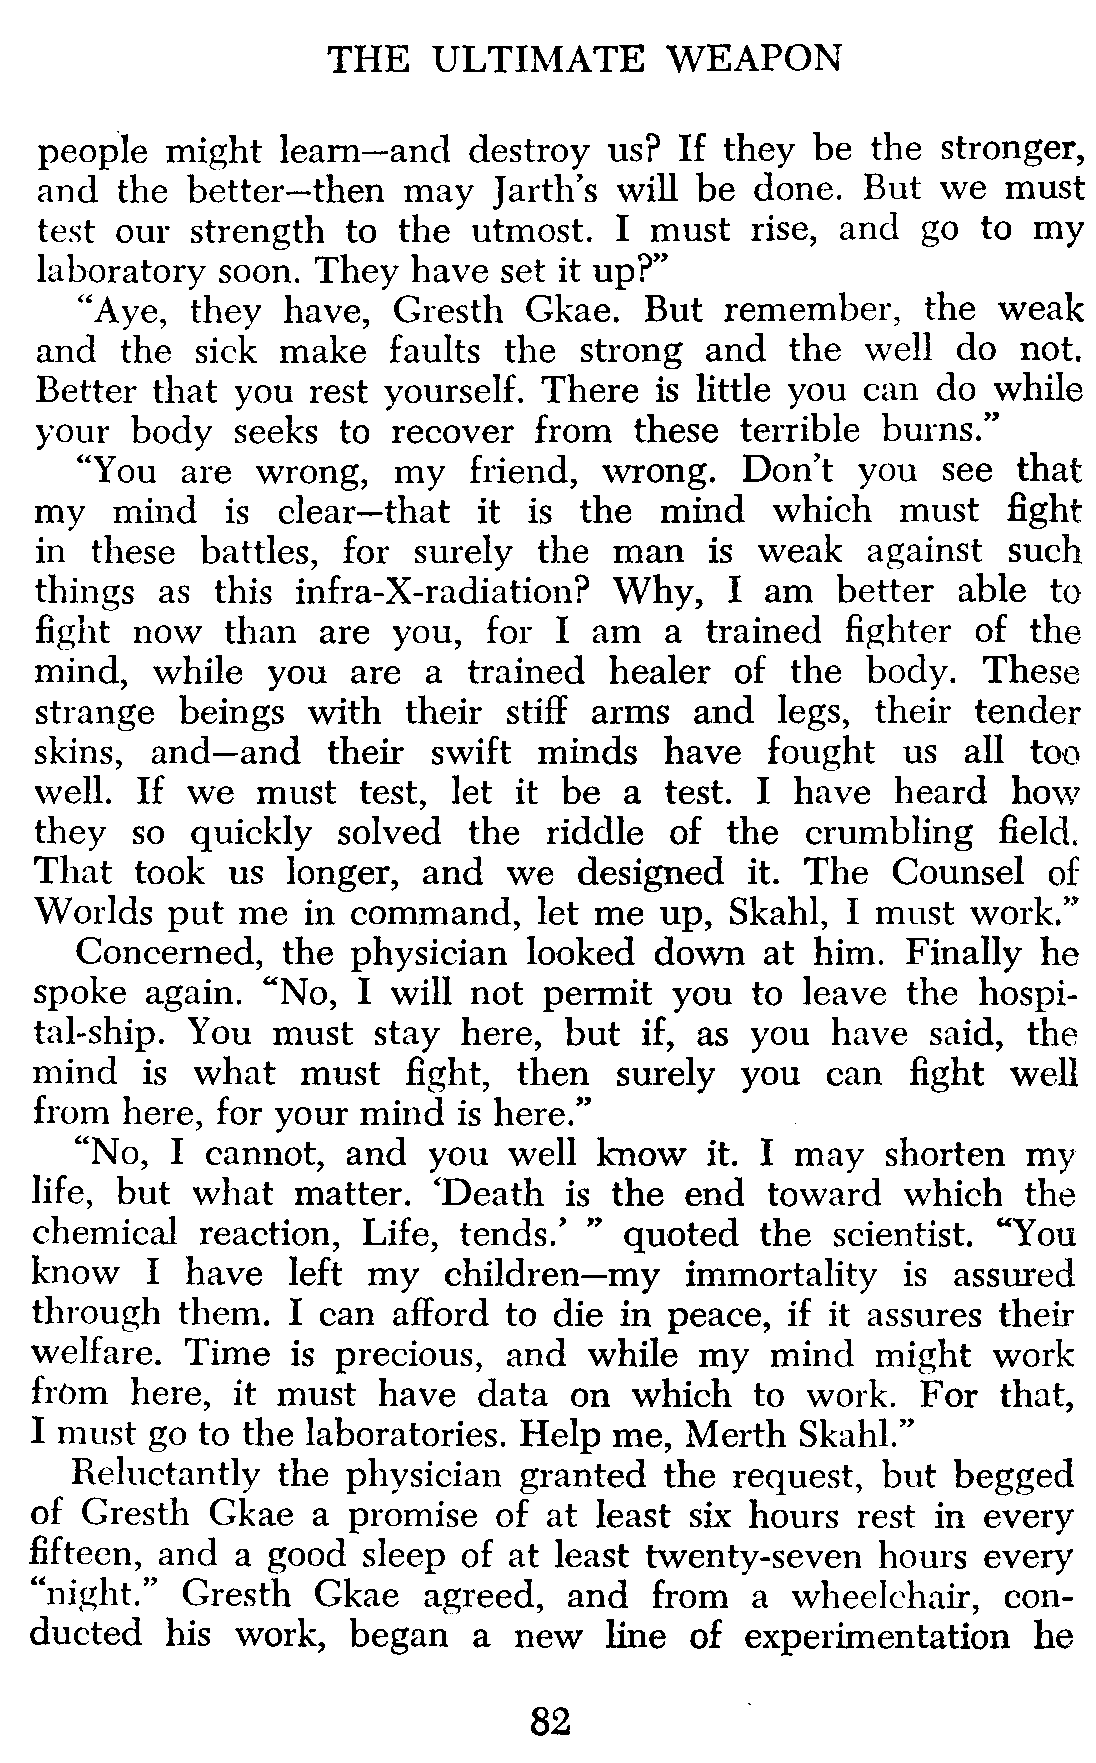 THE ULTIMATE WEAPON
people might learn—and destroy us? If they be the stronger,
and the better—then may Jarth's will be done. But we must
test our strength to the utmost. I must rise, and go to my
laboratory soon. They have set it up?”
“Aye, they have, Gresth Gkae. But remember, the weak
and the sick make faults the strong and the well do not.
Better that you rest yourself. There is little you can do while
your body seeks to recover from these terrible burns.”
“You are wrong, my friend, wrong. Don't you see that
my mind is clear—that it is the mind which must fight
in these battles, for surely the man is weak against such
things as this infra-X-radiation? Why, I am better able to
fight now than are you, for I am a trained fighter of the
mind, while you are a trained healer of the body. These
strange beings with their stiff arms and legs, their tender
skins, and—and their swift minds have fought us all too
well. If we must test, let it be a test. I have heard how
they so quickly solved the riddle of the crumbling field.
That took us longer, and we designed it. The Counsel of
Worlds put me in command, let me up, Skahl, I must work.”
Concerned, the physician looked down at him. Finally he
spoke again. “No, I will not permit you to leave the hospi-
tal-ship. You must stay here, but if, as you have said, the
mind is what must fight, then surely you can fight well
from here, for your mind is here.”
“No, I cannot, and you well know it. I may shorten my
life, but what matter. ‘Death is the end toward which the
chemical reaction, Life, tends.’ ” quoted the scientist. “You
know I have left my children—my immortality is assured
through them. I can afford to die in peace, if it assures their
welfare. Time is precious, and while my mind might work
from here, it must have data on which to work. For that,
I must go to the laboratories. Help me, Merth Skahl.”
Reluctantly the physician granted the request, but begged
of Gresth Gkae a promise of at least six hours rest in every
fifteen, and a good sleep of at least twenty-seven hours every
“night.” Gresth Gkae agreed, and from a wheelchair, con-
ducted his work, began a new line of experimentation he
82